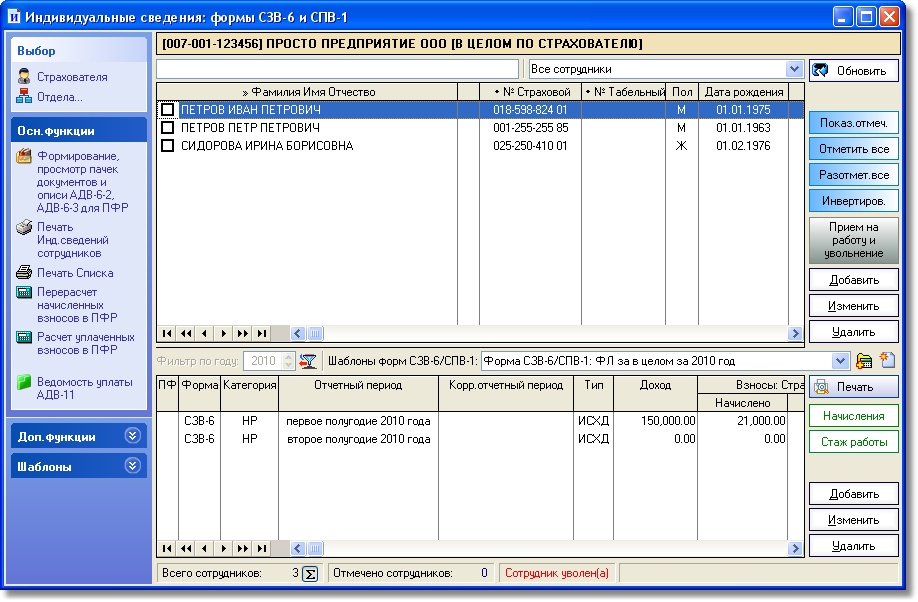 Индивидуальные сведения: формы СЗВ-6 и СПВ-1
Выбор
Страхователя
Отдела...
Осн.функции
Формирование,
просмотр пачек
документов и
описи АДВ-6-2,
АДВ-6-3 для ПФР
Печать
Инд.сведений
сотрудников
Печать Списка
Перерасчет
начисленных
взносов в ПФР
Расчет уплаченных
взносов в ПФР
Ведомость уплаты
АДВ-11
Доп.функции
Шаблоны
[007-001-123456] ПРОСТО ПРЕДПРИЯТИЕ ООО [В ЦЕЛОМ ПО СТРАХОВАТЕЛЮ]
Все сотрудники
Обновить
» Фамилия Имя Отчество № Страховой № Табельный Пол Дата рождения
ПЕТРОВ ИВАН ПЕТРОВИЧ 018-598-824 01 М 01.01.1975
ПЕТРОВ ПЕТР ПЕТРОВИЧ 001-255-255 85 М 01.01.1963
СИДОРОВА ИРИНА БОРИСОВНА 025-250-410 01 Ж 01.02.1976
Показ.отмеч.
Отметить все
Разотмет.все
Инвертиров.
Прием на
работу и
увольнение
Добавить
Изменить
Удалить
Фильтр по году: 2010 Шаблоны форм СЗВ-6/СПВ-1: Форма СЗВ-6/СПВ-1: ФЛ за в целом за 2010 год
ПФ Форма Категория Отчетный период Корр.отчетный период Тип Доход Взносы: Стра
Начислено
СЗВ-6 НР первое полугодие 2010 года ИСХД 150,000.00 21,000.00
СЗВ-6 НР второе полугодие 2010 года ИСХД 0.00 0.00
Печать
Начисления
Стаж работы
Добавить
Изменить
Удалить
Всего сотрудников: 3 Σ Отмечено сотрудников: 0 Сотрудник уволен(а)